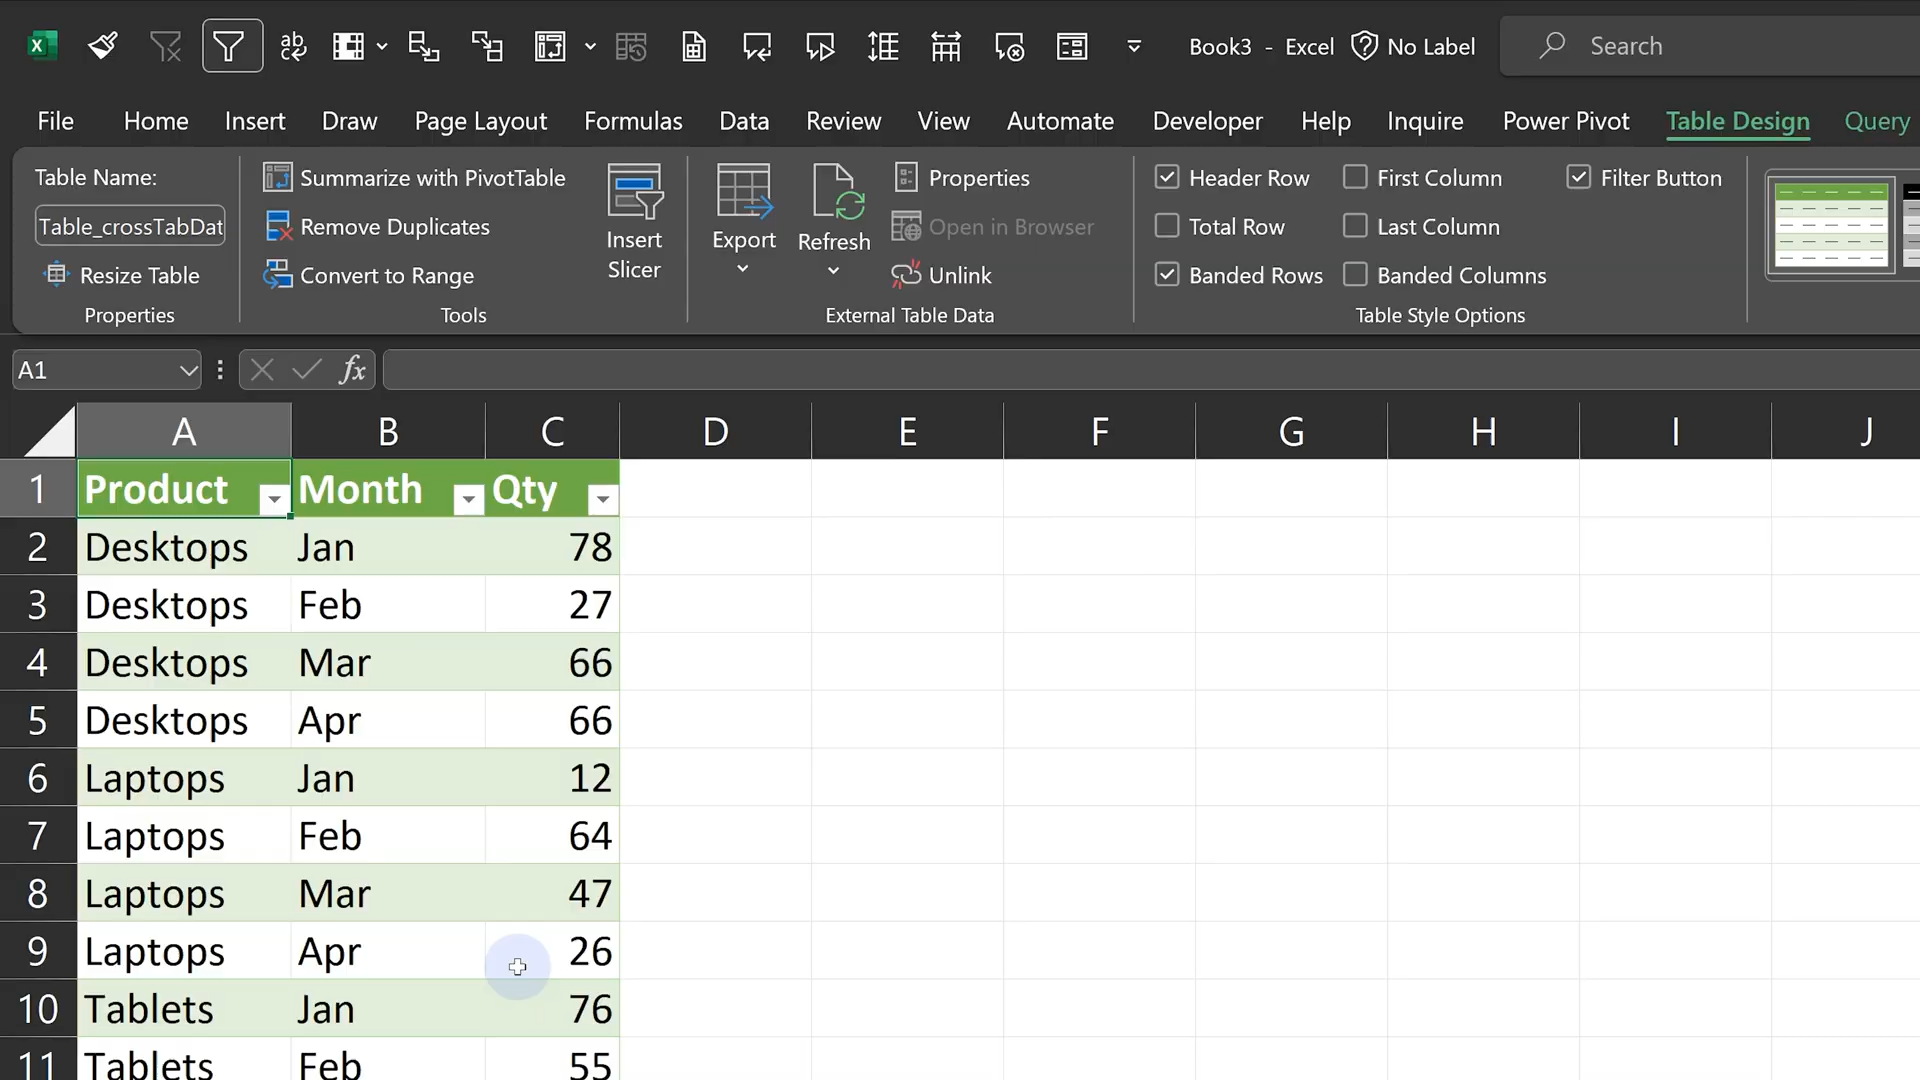 Book3 - Excel No Label Search
File Home Insert Draw Page Layout Formulas Data Review View Automate Developer Help Inquire Power Pivot Table Design Query
Table Name:
Table_crossTabDat
Resize Table
Properties
Summarize with PivotTable
Remove Duplicates
Convert to Range
Insert
Slicer
Tools
Export
Refresh
Properties
Open in Browser
Unlink
External Table Data
Header Row
Total Row
Banded Rows
First Column
Last Column
Banded Columns
Filter Button
Table Style Options
A1 fx
A B C D E F G H I J
1 Product Month Qty
2 Desktops Jan 78
3 Desktops Feb 27
4 Desktops Mar 66
5 Desktops Apr 66
6 Laptops Jan 12
7 Laptops Feb 64
8 Laptops Mar 47
9 Laptops Apr 26
10 Tablets Jan 76
11 Tablets Feb 55